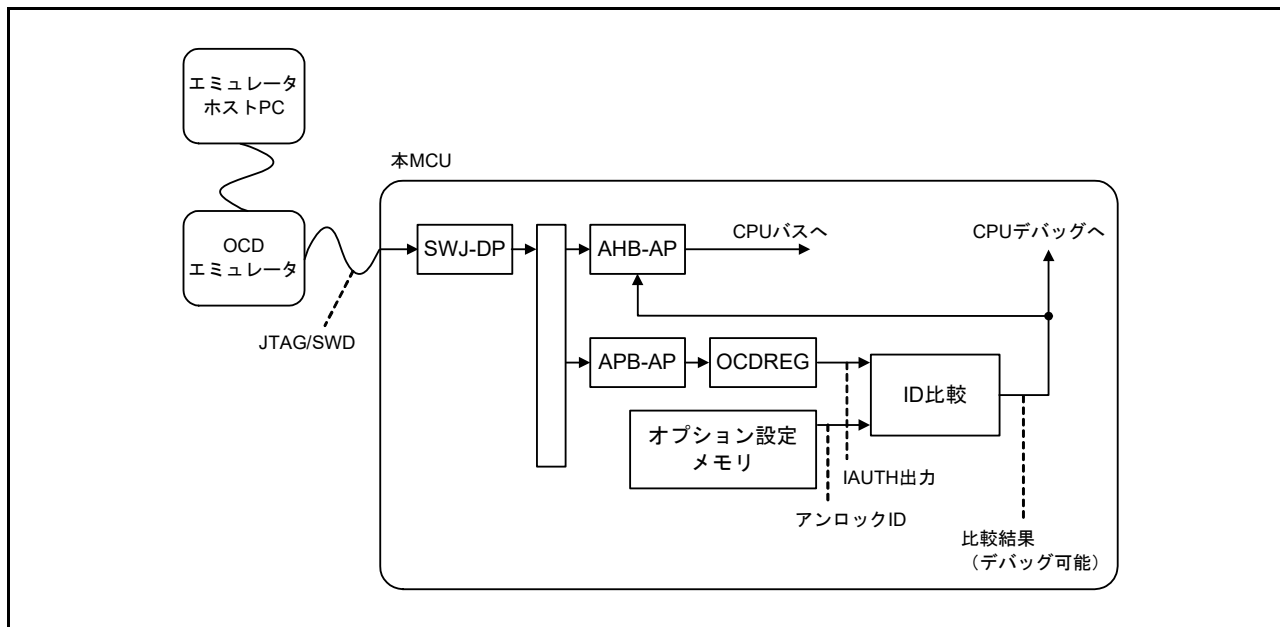 エミュレータ
ホストPC
本MCU
OCD
エミュレータ
SWJ-DP
AHB-AP
CPUバスへ
CPUデバッグへ
JTAG/SWD
APB-AP
OCDREG
ID比較
オプション設定
メモリ
IAUTH出力
アンロックID
比較結果
（デバッグ可能）